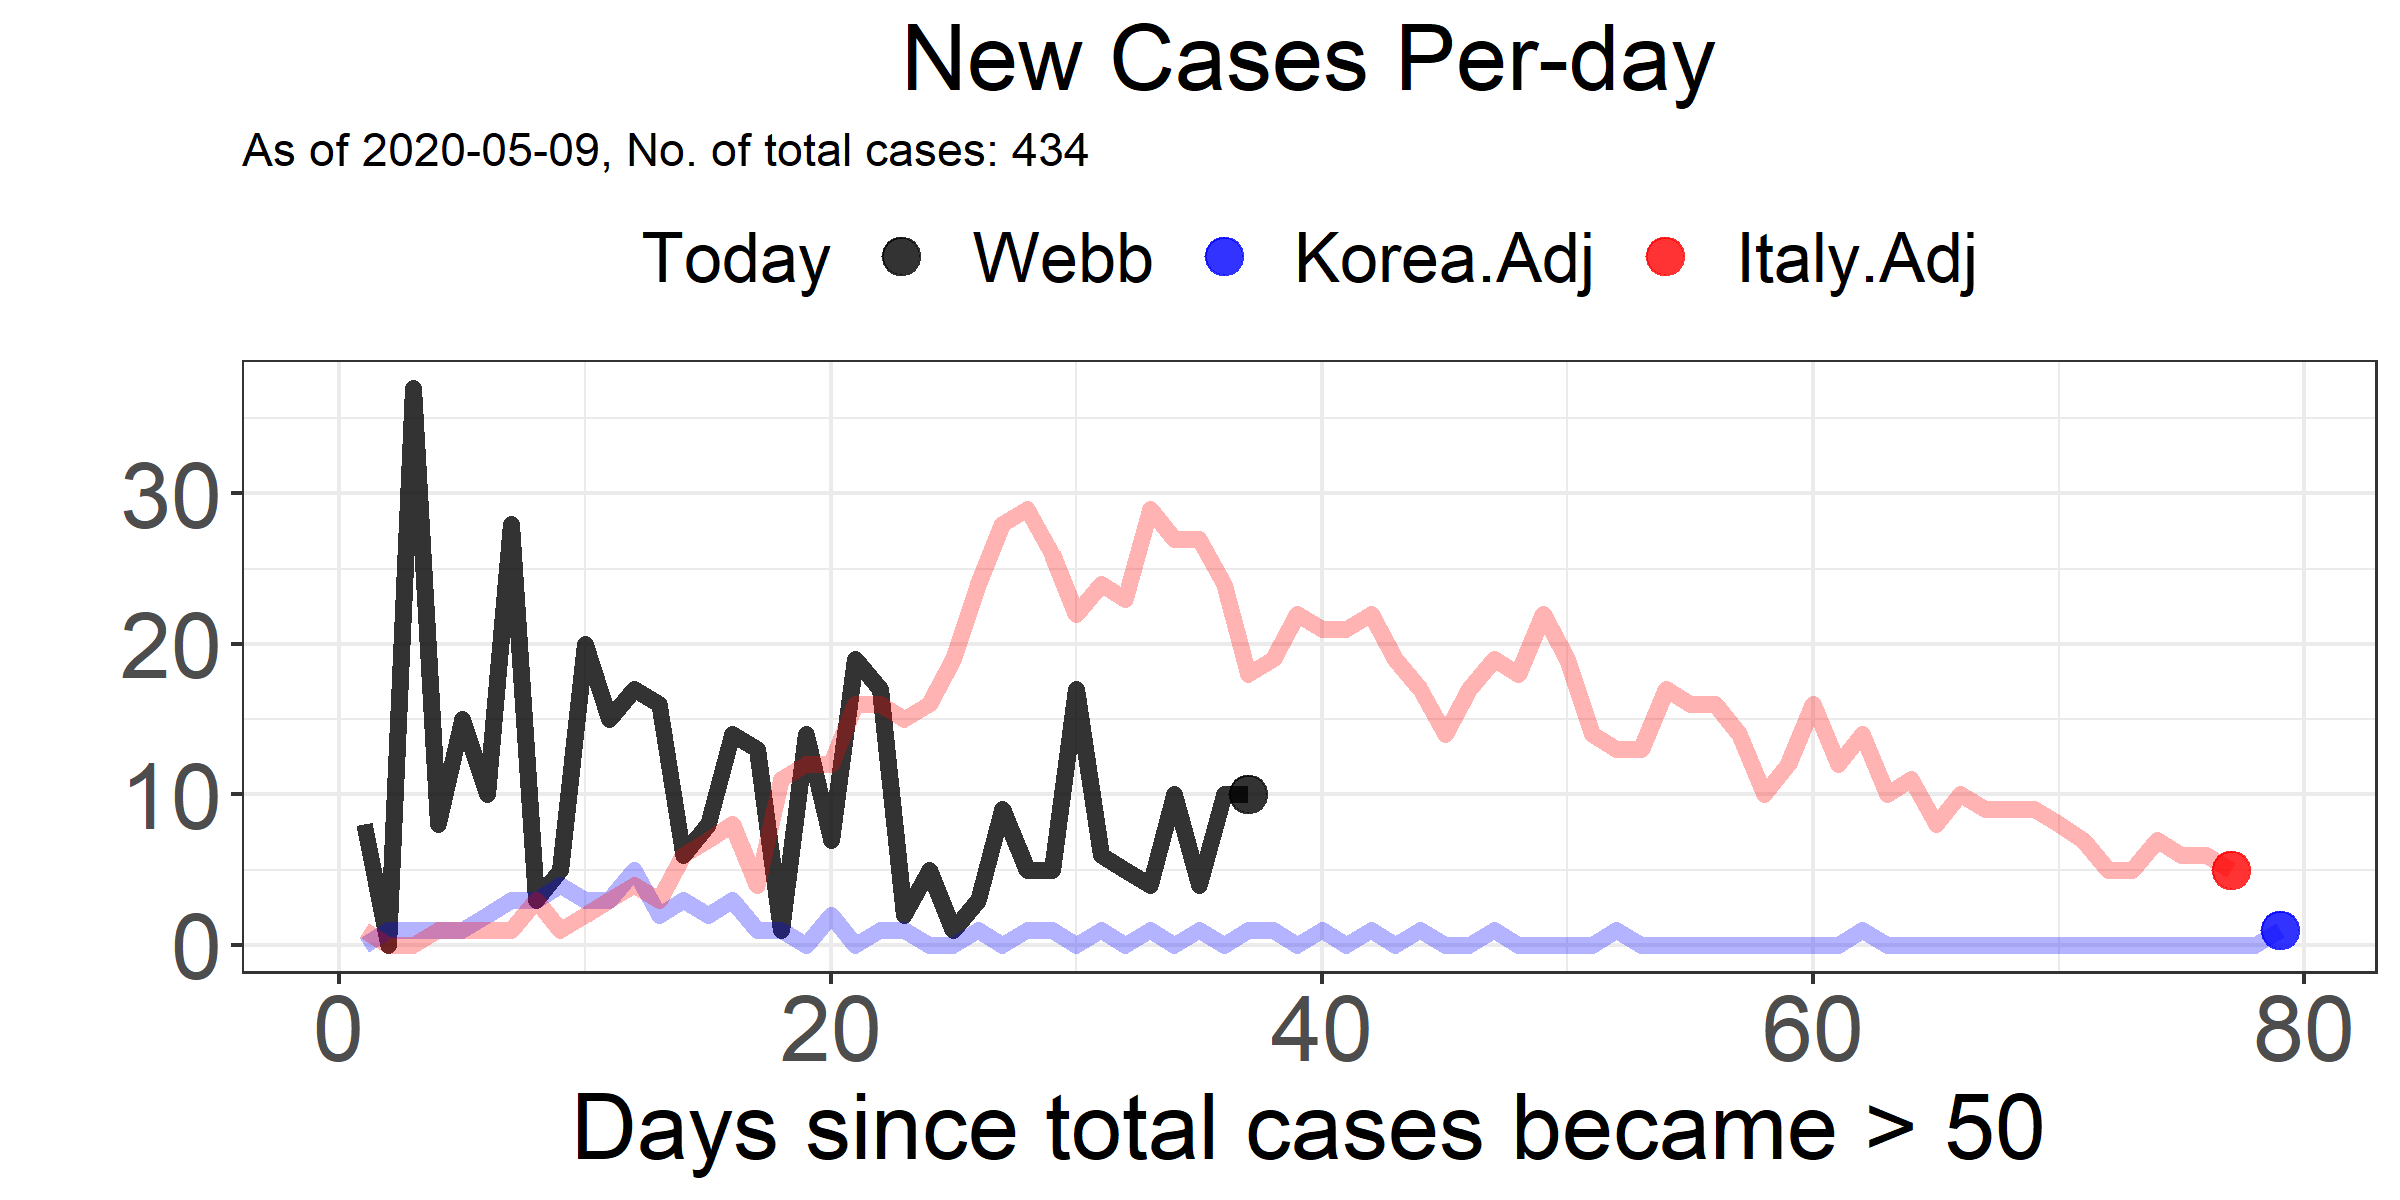 New Cases Per-day
As of 2020-05-09, No. of total cases: 434
Today Webb Korea.Adj Italy.Adj
30
20
10
0
0 20 40 60 80
Days since total cases became > 50